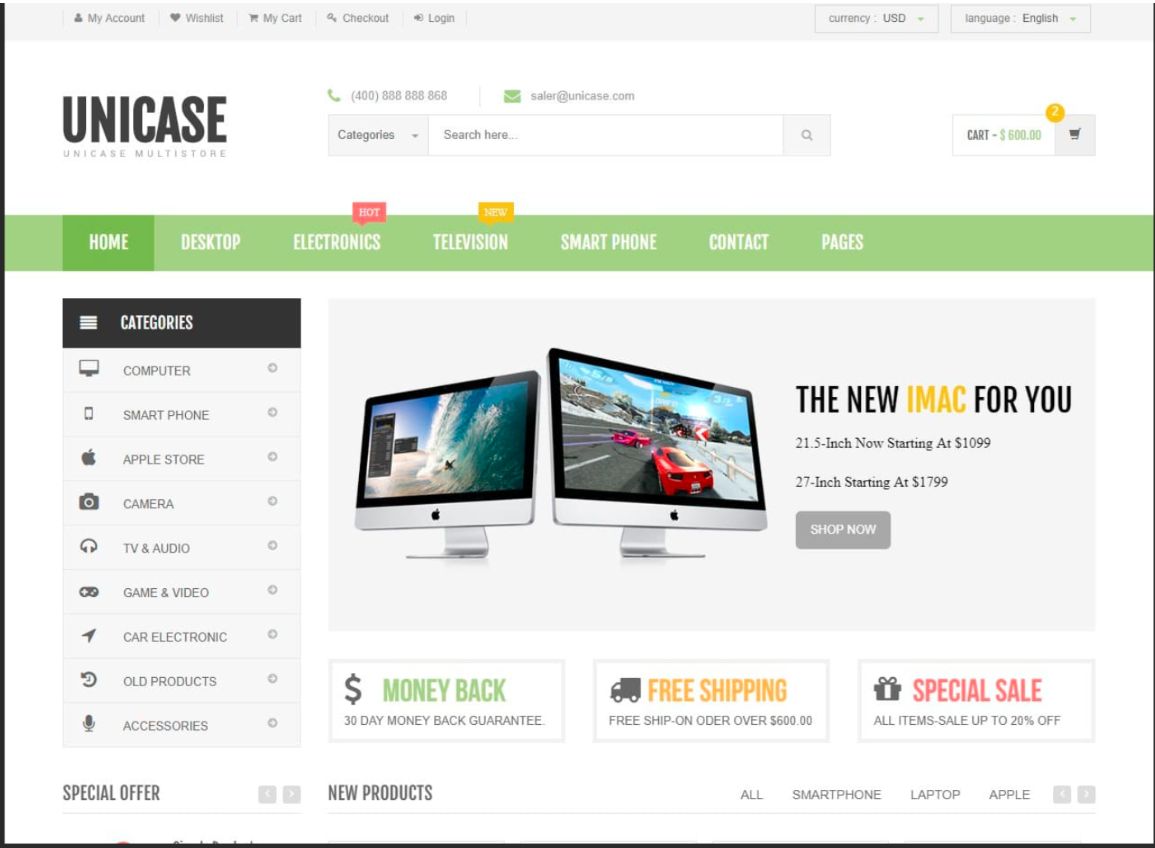 My Account Wishlist My Cart Checkout Login currency : USD language : English
(400) 888 888 868 saler@unicase.com
UNICASE
UNICASE MULTISTORE
Categories Search here...
2
CART - $ 600.00
HOT NEW
HOME DESKTOP ELECTRONICS TELEVISION SMART PHONE CONTACT PAGES
CATEGORIES
COMPUTER
SMART PHONE
APPLE STORE
CAMERA
TV & AUDIO
GAME & VIDEO
CAR ELECTRONIC
OLD PRODUCTS
ACCESSORIES
THE NEW IMAC FOR YOU
21.5-Inch Now Starting At $1099
27-Inch Starting At $1799
SHOP NOW
$ MONEY BACK
30 DAY MONEY BACK GUARANTEE.
FREE SHIPPING
FREE SHIP-ON ODER OVER $600.00
SPECIAL SALE
ALL ITEMS-SALE UP TO 20% OFF
SPECIAL OFFER
NEW PRODUCTS ALL SMARTPHONE LAPTOP APPLE